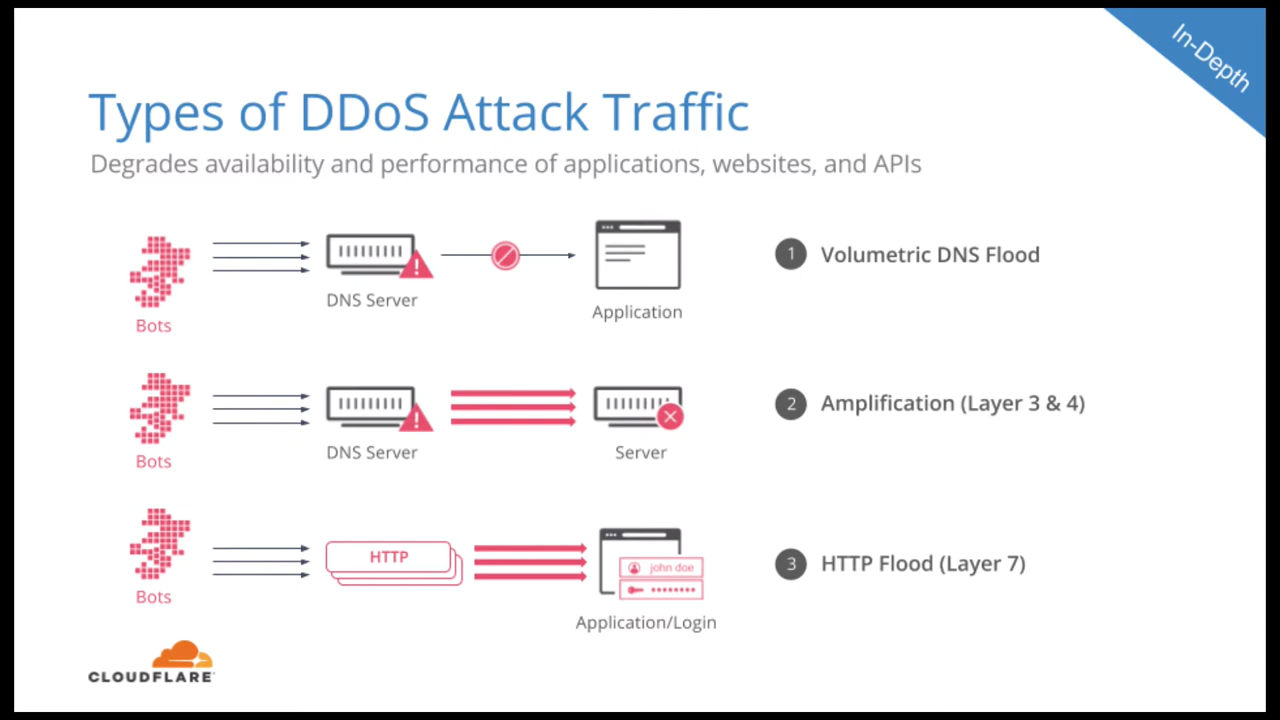 In-Depth
Types of DDoS Attack Traffic
Degrades availability and performance of applications, websites, and APIs
Bots
DNS Server
Application
1 Volumetric DNS Flood
Bots
DNS Server
Server
2 Amplification (Layer 3 & 4)
Bots
HTTP
john doe
Application/Login
3 HTTP Flood (Layer 7)
CLOUDFLARE